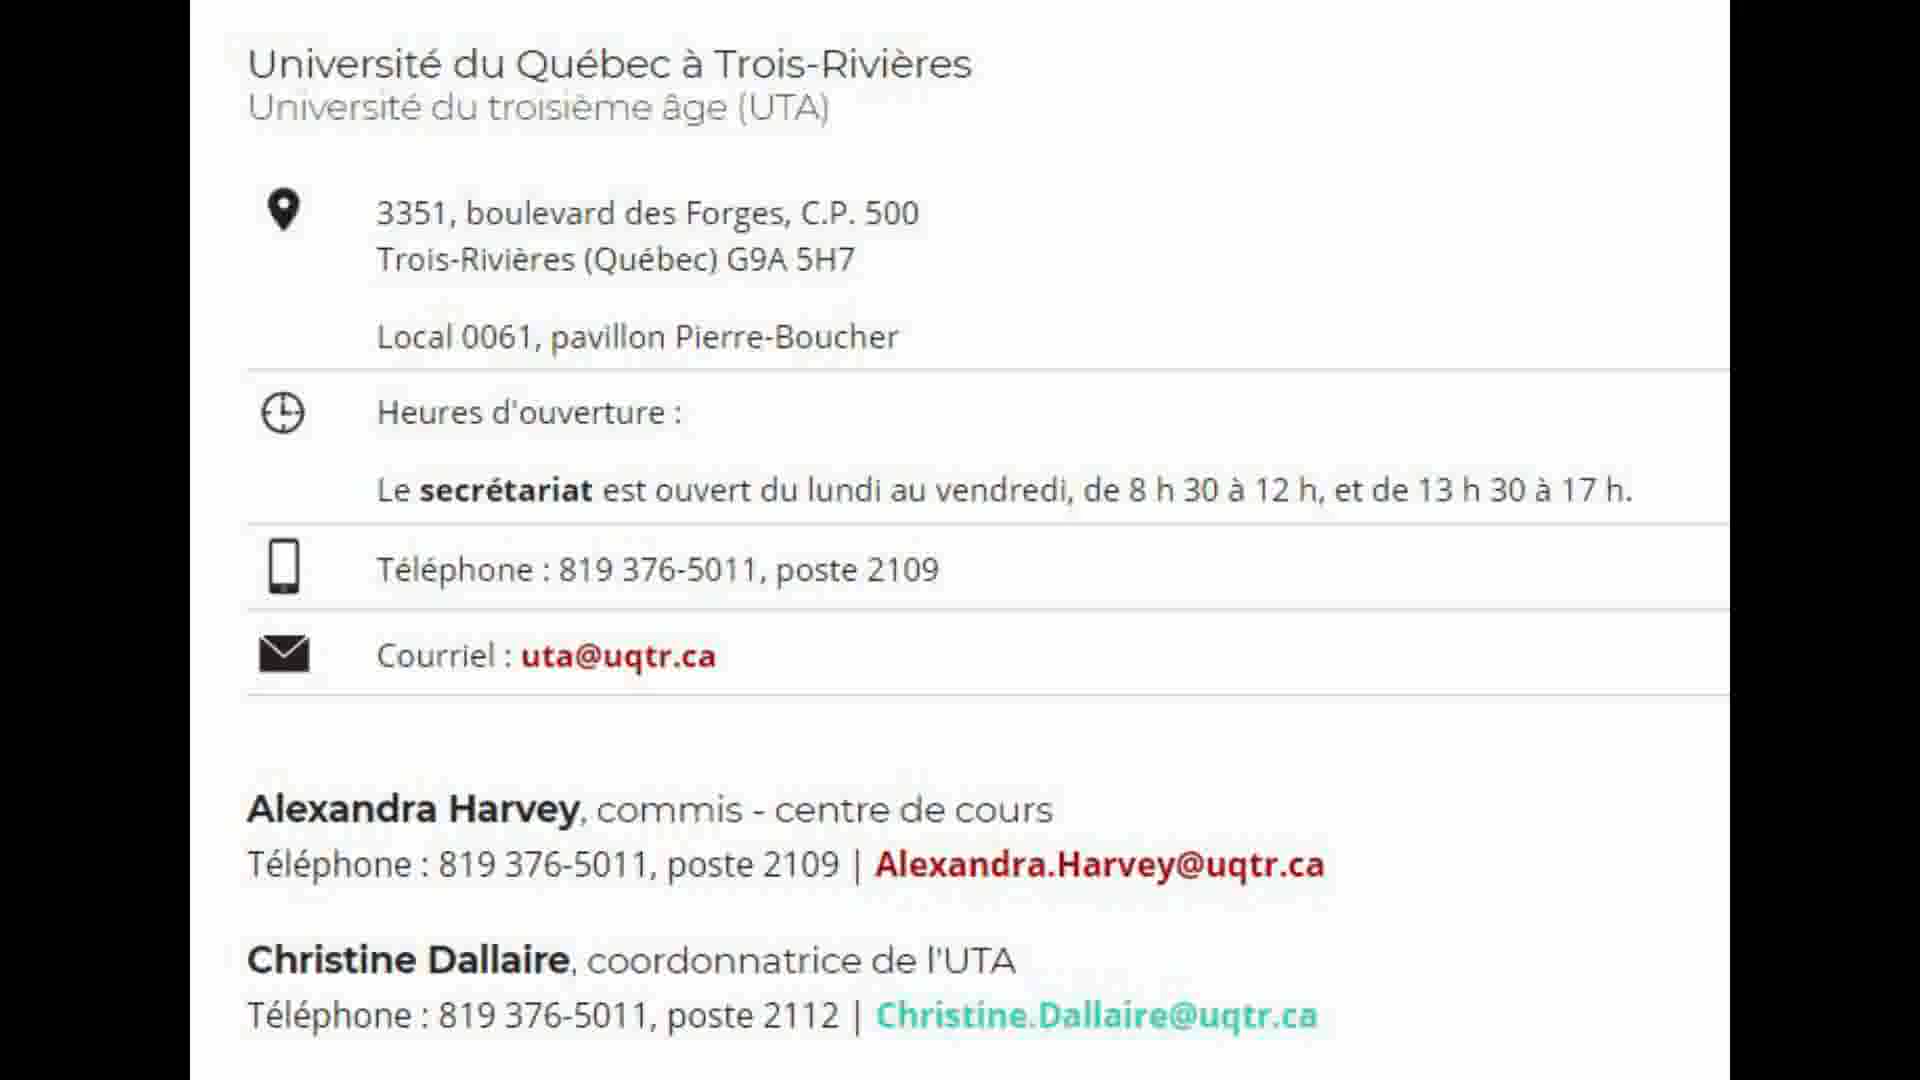 Université du Québec à Trois-Rivières
Université du troisième âge (UTA)
3351, boulevard des Forges, C.P. 500
Trois-Rivières (Québec) G9A 5H7
Local 0061, pavillon Pierre-Boucher
Heures d'ouverture :
Le secrétariat est ouvert du lundi au vendredi, de 8 h 30 à 12 h, et de 13 h 30 à 17 h.
Téléphone : 819 376-5011, poste 2109
Courriel : uta@uqtr.ca
Alexandra Harvey, commis - centre de cours
Téléphone : 819 376-5011, poste 2109 | Alexandra.Harvey@uqtr.ca
Christine Dallaire, coordonnatrice de l'UTA
Téléphone : 819 376-5011, poste 2112 | Christine.Dallaire@uqtr.ca